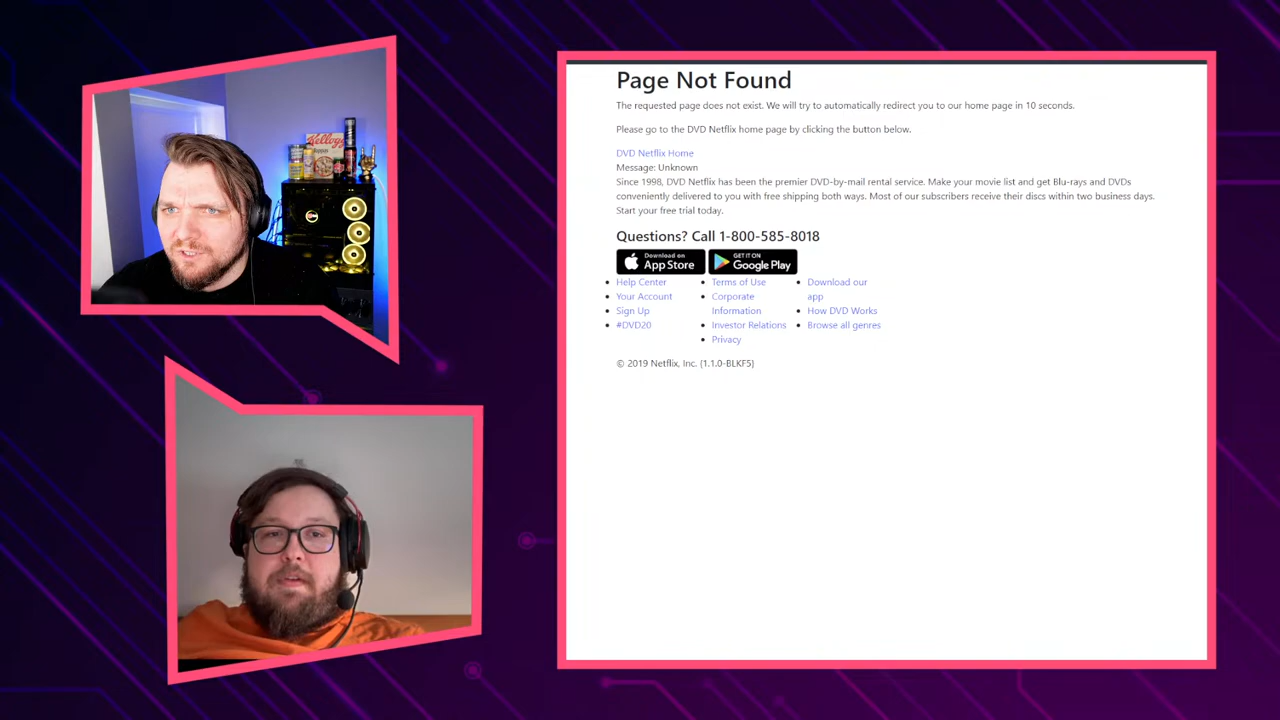 Kellogg's
Page Not Found
The requested page does not exist. We will try to automatically redirect you to our home page in 10 seconds.
Please go to the DVD Netflix home page by clicking the button below.
DVD Netflix Home
Message: Unknown
Since 1998, DVD Netflix has been the premier DVD-by-mail rental service. Make your movie list and get Blu-rays and DVDs
conveniently delivered to you with free shipping both ways. Most of our subscribers receive their discs within two business days.
Start your free trial today.
Questions? Call 1-800-585-8018
Download on
App Store
GET IT ON
Google Play
Help Center
Your Account
Sign Up
#DVD20
Terms of Use
Corporate
Information
Investor Relations
Privacy
Download our
app
How DVD Works
Browse all genres
© 2019 Netflix, Inc. (1.1.0-BLKF5)